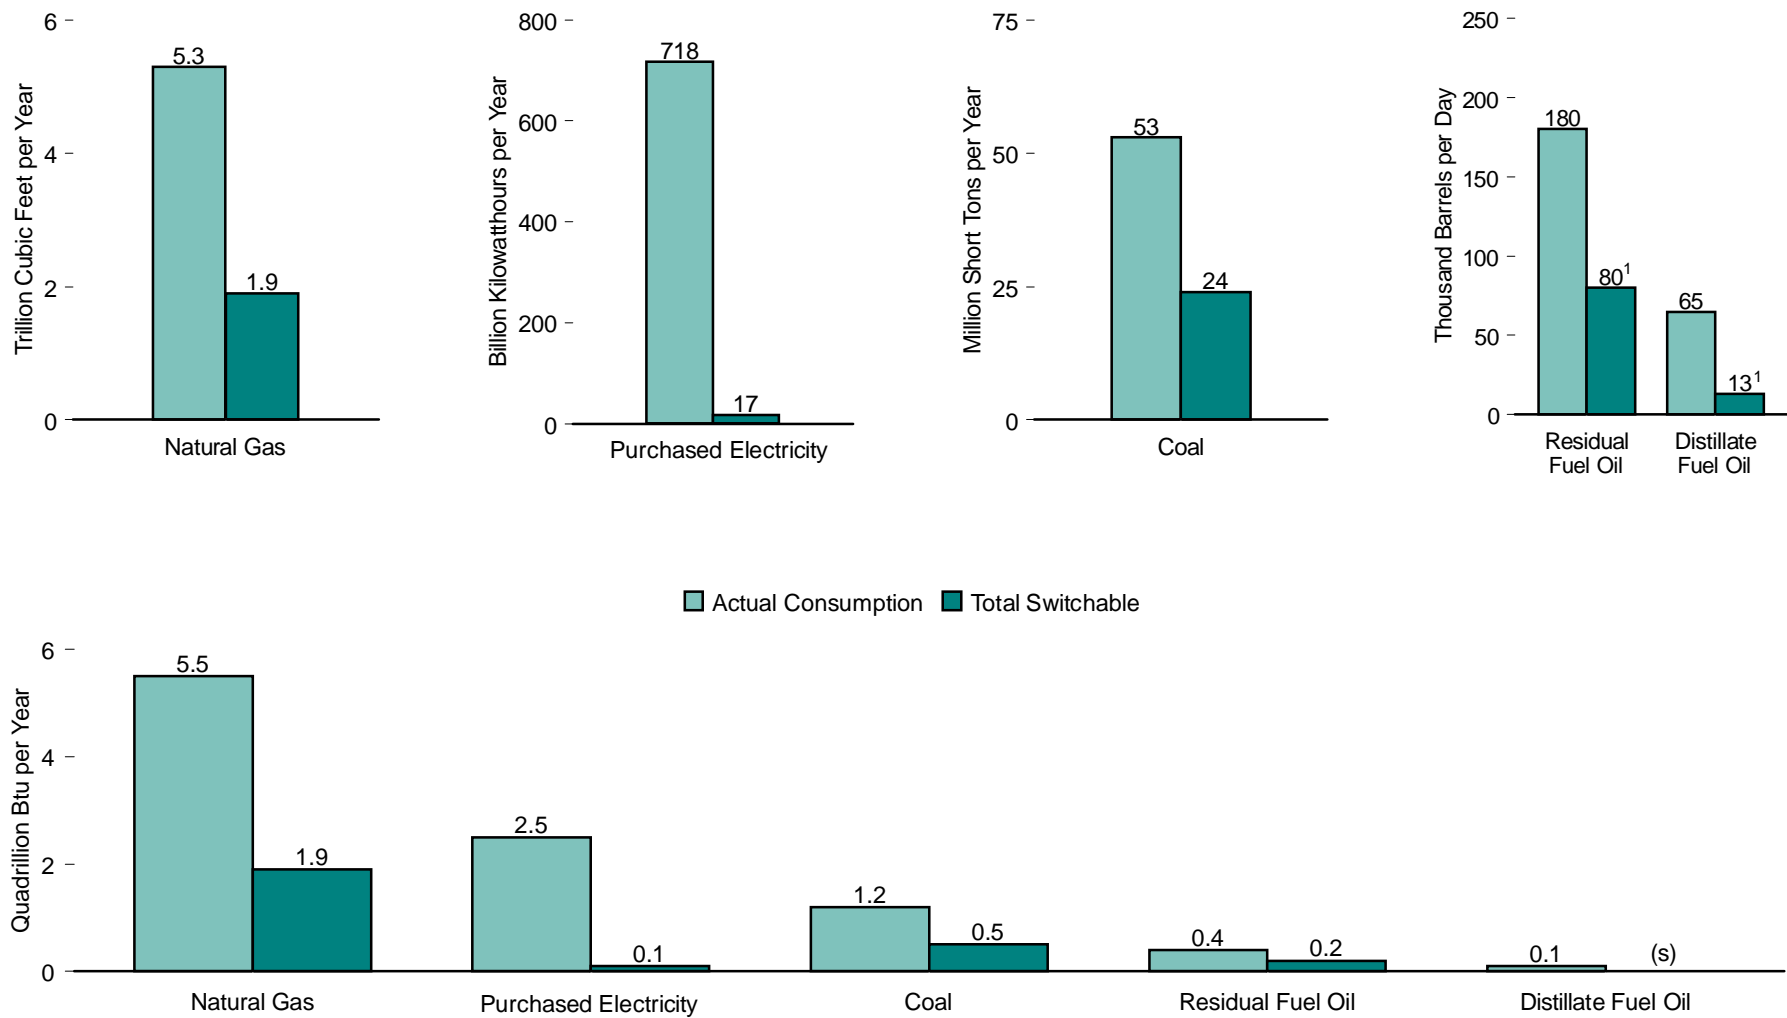 Trillion Cubic Feet per Year
6
4
2
0
5.3
1.9
Natural Gas
Billion Kilowatthours per Year
800
600
400
200
0
718
17
Purchased Electricity
Million Short Tons per Year
75
50
25
0
53
24
Coal
Thousand Barrels per Day
250
200
150
100
50
0
180
80¹
65
13¹
Residual
Fuel Oil
Distillate
Fuel Oil
Actual Consumption
Total Switchable
Quadrillion Btu per Year
6
4
2
0
5.5
1.9
2.5
0.1
1.2
0.5
0.4
0.2
0.1
(s)
Natural Gas
Purchased Electricity
Coal
Residual Fuel Oil
Distillate Fuel Oil